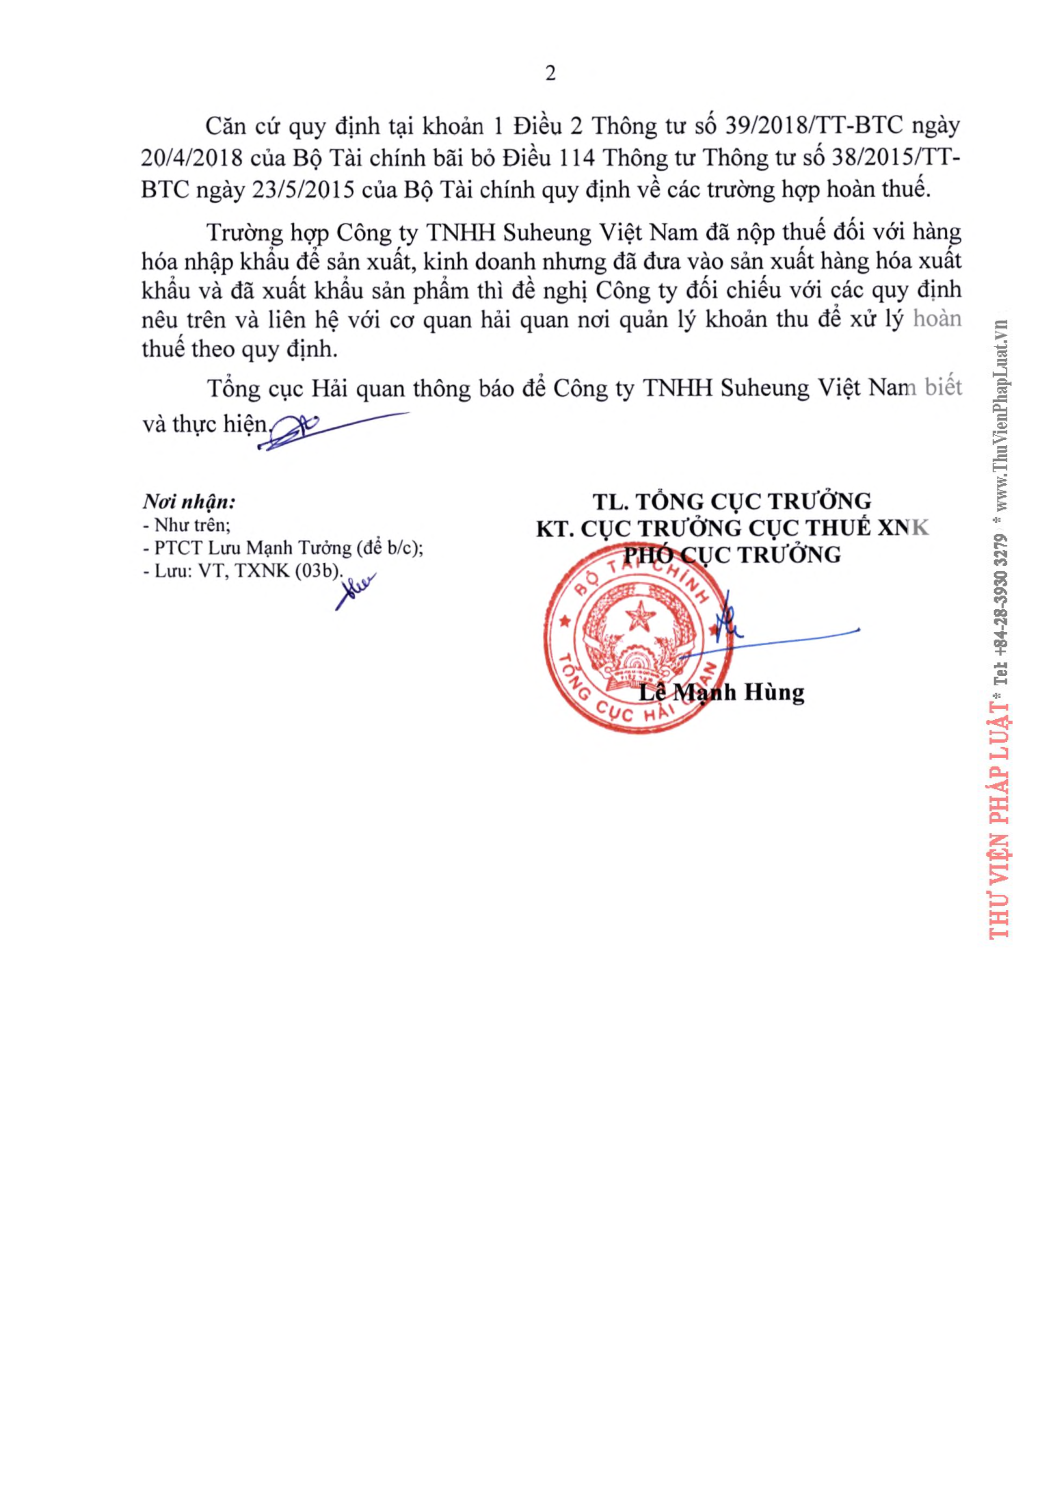 2
Căn cứ quy định tại khoản 1 Điều 2 Thông tư số 39/2018/TT-BTC ngày
20/4/2018 của Bộ Tài chính bãi bỏ Điều 114 Thông tư Thông tư số 38/2015/TT-
BTC ngày 23/5/2015 của Bộ Tài chính quy định về các trường hợp hoàn thuế.
Trường hợp Công ty TNHH Suheung Việt Nam đã nộp thuế đối với hàng
hóa nhập khẩu để sản xuất, kinh doanh nhưng đã đưa vào sản xuất hàng hóa xuất
khẩu và đã xuất khẩu sản phẩm thì đề nghị Công ty đối chiếu với các quy định
nêu trên và liên hệ với cơ quan hải quan nơi quản lý khoản thu để xử lý hoàn
thuế theo quy định.
Tổng cục Hải quan thông báo để Công ty TNHH Suheung Việt Nam biết
và thực hiện.
Nơi nhận:
- Như trên;
- PTCT Lưu Mạnh Tưởng (để b/c);
- Lưu: VT, TXNK (03b).
TL. TỔNG CỤC TRƯỞNG
KT. CỤC TRƯỞNG CỤC THUẾ XNK
PHÓ CỤC TRƯỞNG
BỘ TÀI CHÍNH
TỔNG CỤC HẢI QUAN
Lê Mạnh Hùng
THƯ VIỆN PHÁP LUẬT * Tel: +84-28-3930 3279 * www.ThuVienPhapLuat.vn